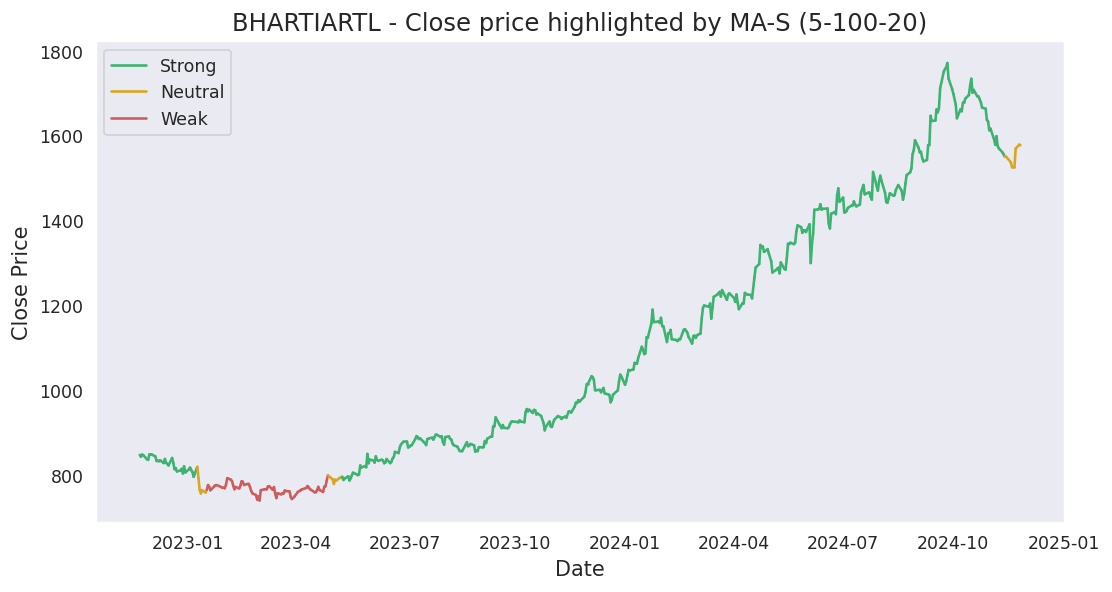 BHARTIARTL - Close price highlighted by MA-S (5-100-20)
Strong
Neutral
Weak
Close Price
1800
1600
1400
1200
1000
800
2023-01
2023-04
2023-07
2023-10
2024-01
2024-04
2024-07
2024-10
2025-01
Date